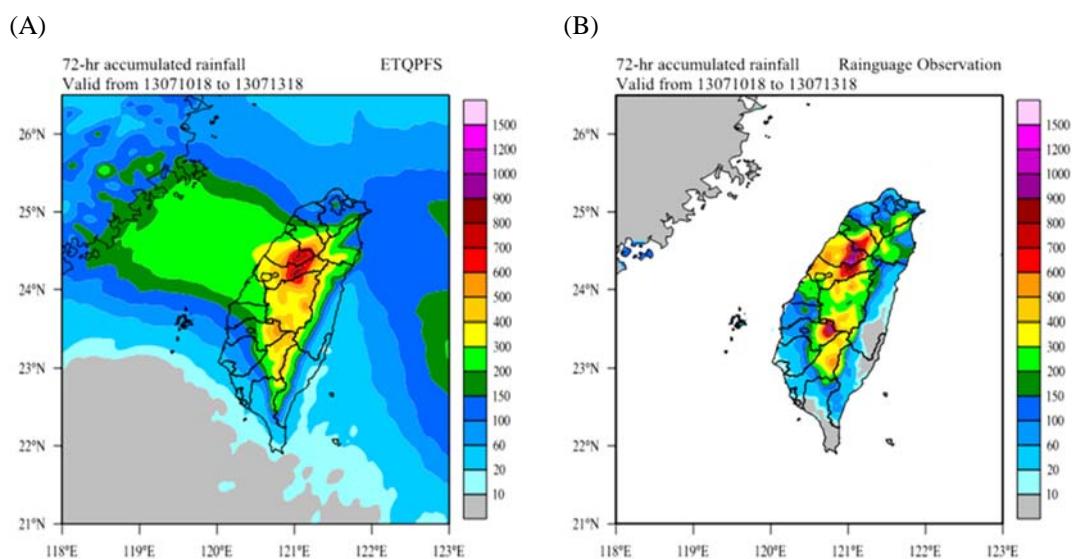 (A)
72-hr accumulated rainfall ETQPFS
Valid from 13071018 to 13071318
26°N
25°N
24°N
23°N
22°N
21°N
118°E 119°E 120°E 121°E 122°E 123°E
1500
1200
1000
900
800
700
600
500
400
300
200
150
100
60
20
10
(B)
72-hr accumulated rainfall Rainguage Observation
Valid from 13071018 to 13071318
26°N
25°N
24°N
23°N
22°N
21°N
118°E 119°E 120°E 121°E 122°E 123°E
1500
1200
1000
900
800
700
600
500
400
300
200
150
100
60
20
10